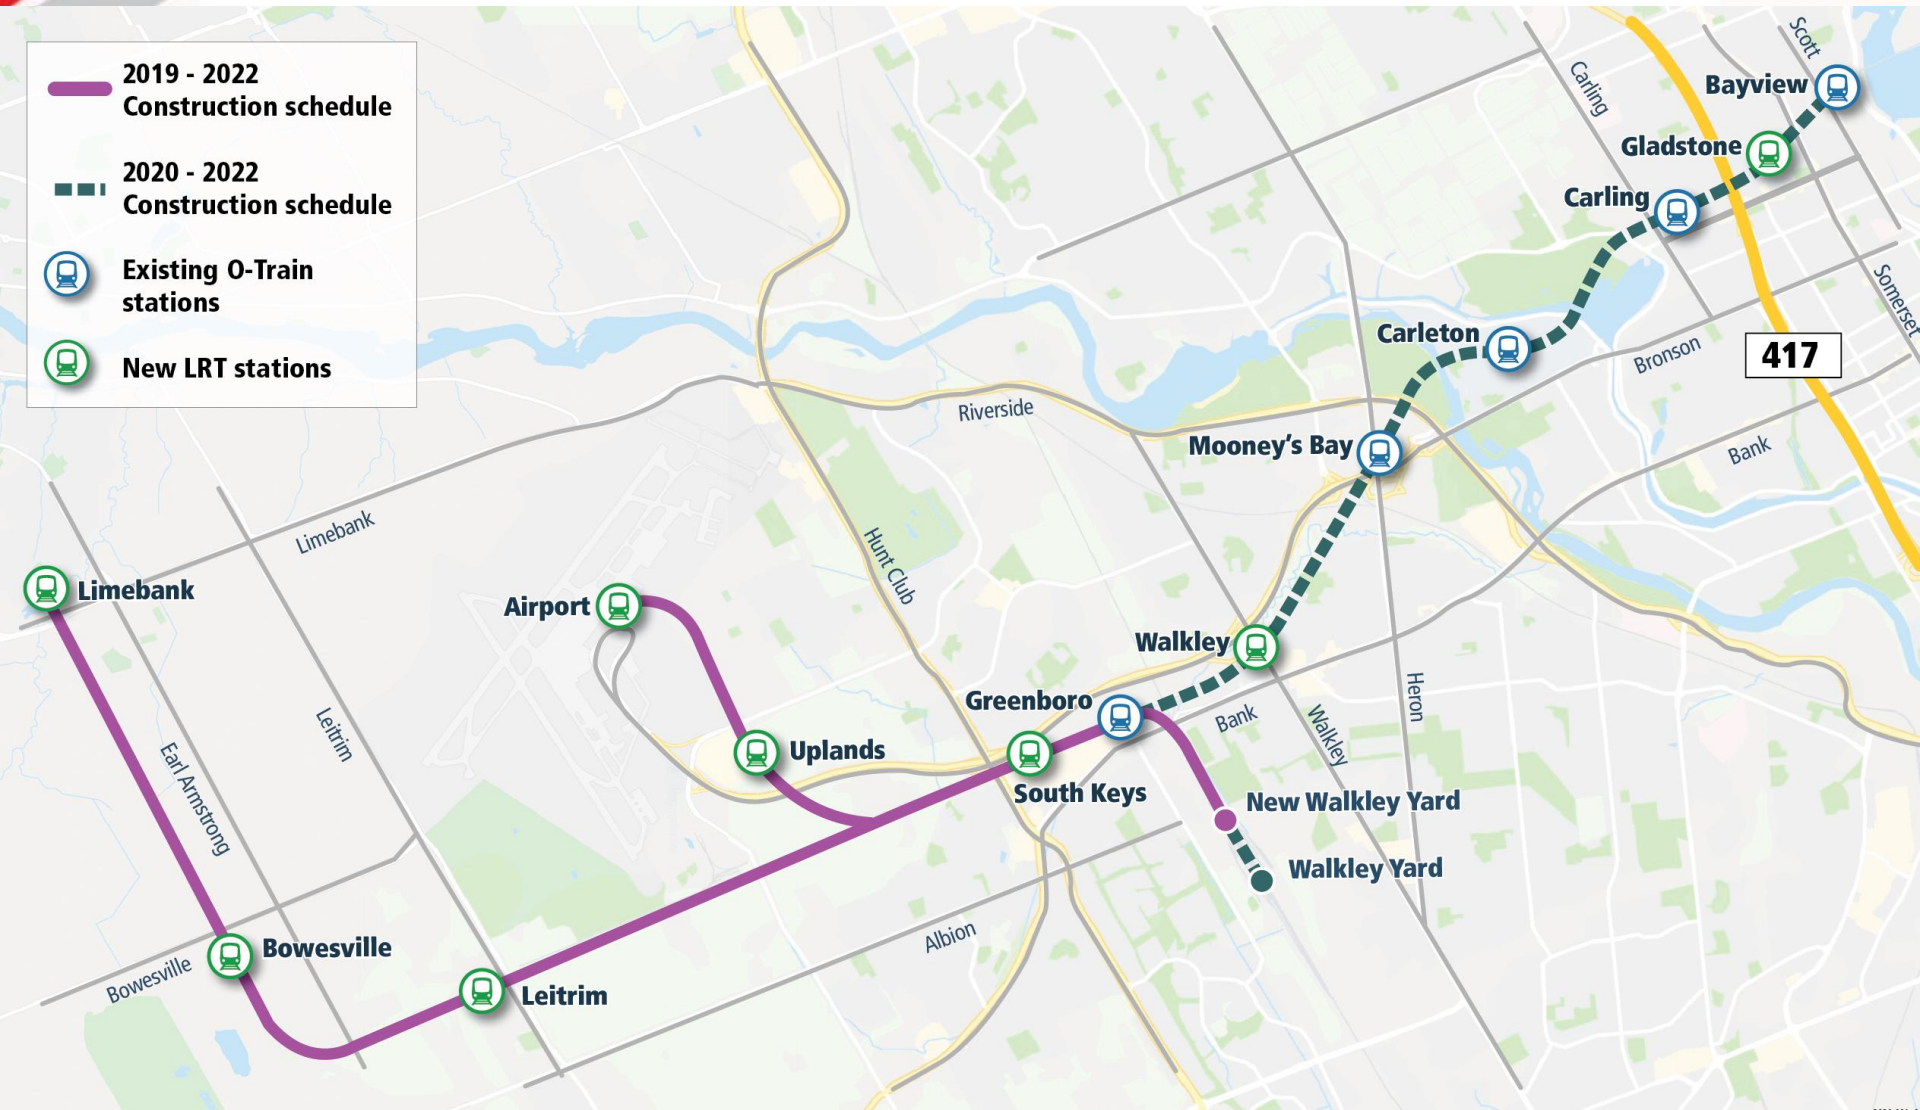 2019 - 2022
Construction schedule
2020 - 2022
Construction schedule
Existing O-Train
stations
New LRT stations
Scott
Bayview
Carling
Gladstone
Carling
Somerset
Carleton
Bronson
417
Riverside
Mooney's Bay
Bank
Limebank
Hunt Club
Limebank
Airport
Walkley
Greenboro
Heron
Bank
Walkley
Leitrim
Earl Armstrong
Uplands
South Keys
New Walkley Yard
Walkley Yard
Albion
Bowesville
Bowesville
Leitrim